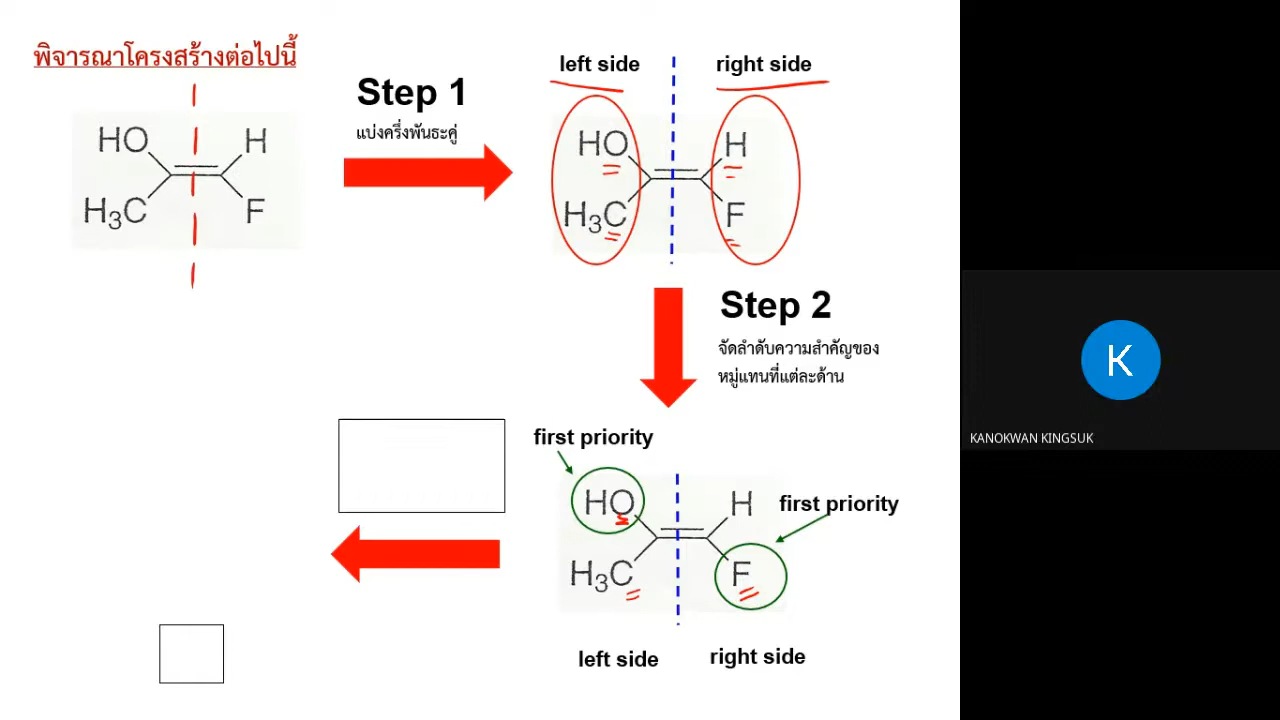 พิจารณาโครงสร้างต่อไปนี้
HO
H
H₃C
F
Step 1
แบ่งครึ่งพันธะคู่
left side
right side
HO
H
H₃C
F
Step 2
จัดลำดับความสำคัญของ
หมู่แทนที่แต่ละด้าน
first priority
first priority
HO
H
H₃C
F
left side
right side
K
KANOKWAN KINGSUK